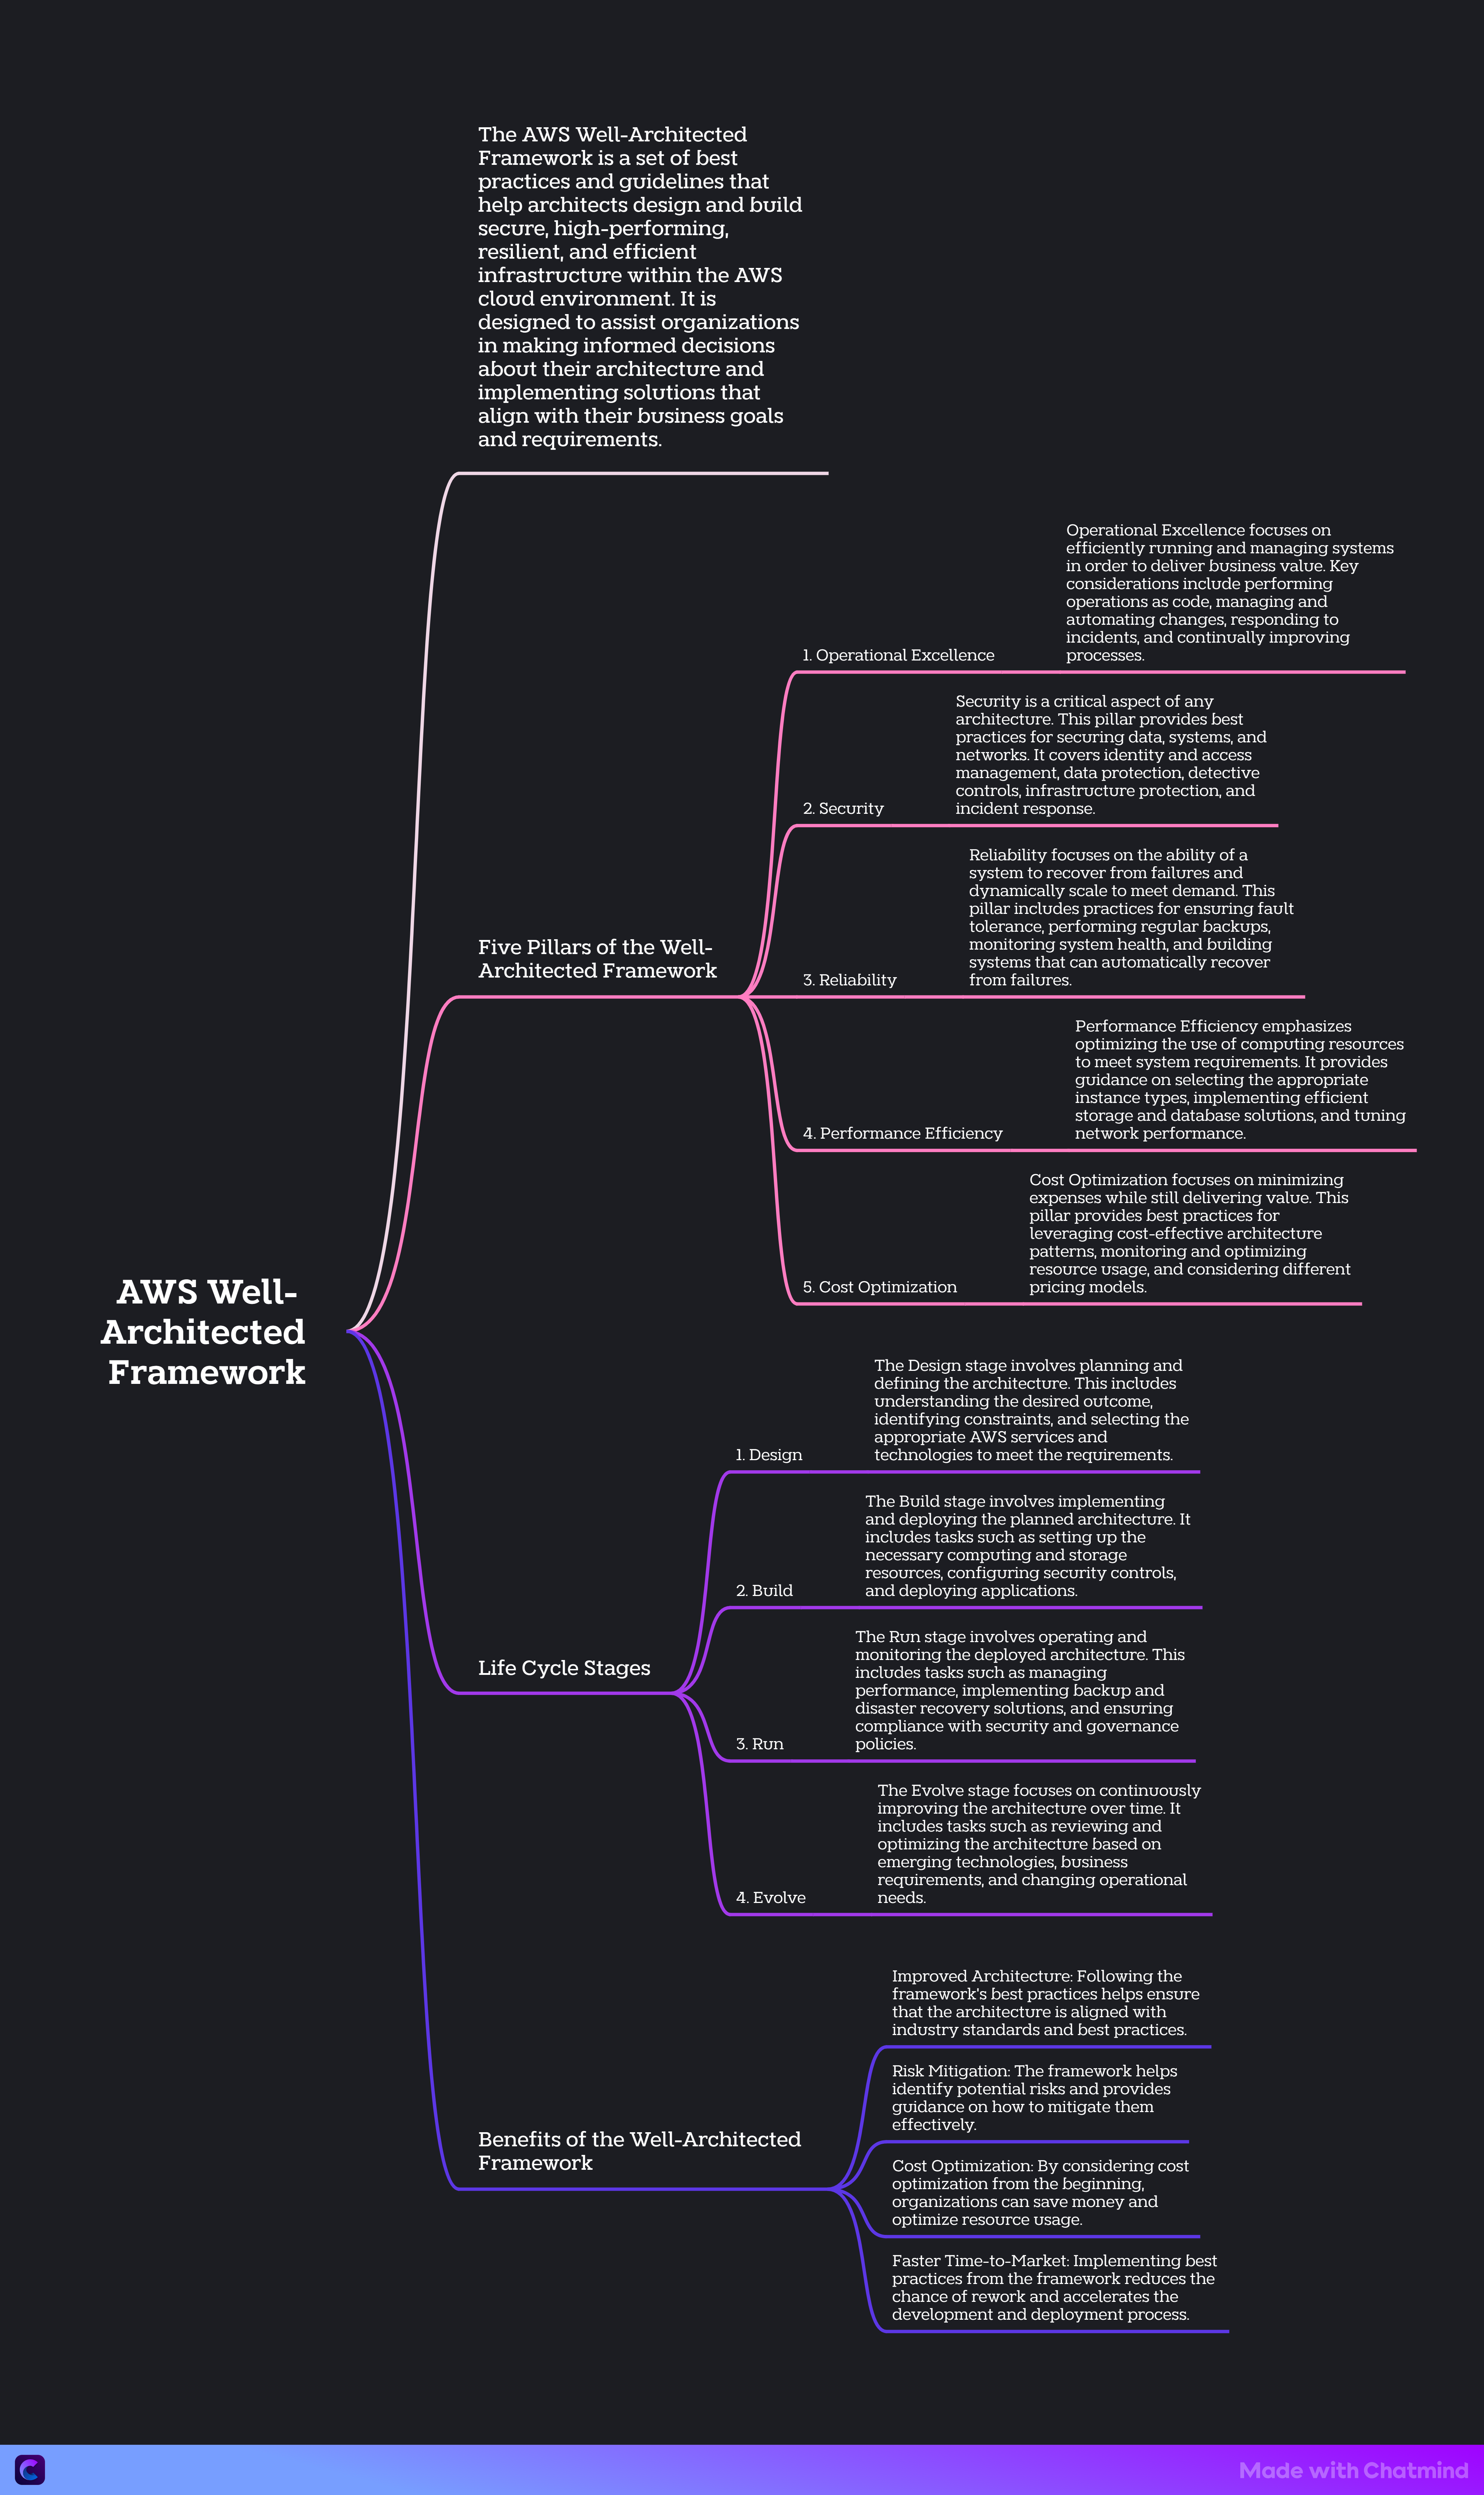 The AWS Well-Architected
Framework is a set of best
practices and guidelines that
help architects design and build
secure, high-performing,
resilient, and efficient
infrastructure within the AWS
cloud environment. It is
designed to assist organizations
in making informed decisions
about their architecture and
implementing solutions that
align with their business goals
and requirements.
AWS Well-
Architected
Framework
Five Pillars of the Well-
Architected Framework
1. Operational Excellence
Operational Excellence focuses on
efficiently running and managing systems
in order to deliver business value. Key
considerations include performing
operations as code, managing and
automating changes, responding to
incidents, and continually improving
processes.
2. Security
Security is a critical aspect of any
architecture. This pillar provides best
practices for securing data, systems, and
networks. It covers identity and access
management, data protection, detective
controls, infrastructure protection, and
incident response.
3. Reliability
Reliability focuses on the ability of a
system to recover from failures and
dynamically scale to meet demand. This
pillar includes practices for ensuring fault
tolerance, performing regular backups,
monitoring system health, and building
systems that can automatically recover
from failures.
4. Performance Efficiency
Performance Efficiency emphasizes
optimizing the use of computing resources
to meet system requirements. It provides
guidance on selecting the appropriate
instance types, implementing efficient
storage and database solutions, and tuning
network performance.
5. Cost Optimization
Cost Optimization focuses on minimizing
expenses while still delivering value. This
pillar provides best practices for
leveraging cost-effective architecture
patterns, monitoring and optimizing
resource usage, and considering different
pricing models.
Life Cycle Stages
1. Design
The Design stage involves planning and
defining the architecture. This includes
understanding the desired outcome,
identifying constraints, and selecting the
appropriate AWS services and
technologies to meet the requirements.
2. Build
The Build stage involves implementing
and deploying the planned architecture. It
includes tasks such as setting up the
necessary computing and storage
resources, configuring security controls,
and deploying applications.
3. Run
The Run stage involves operating and
monitoring the deployed architecture. This
includes tasks such as managing
performance, implementing backup and
disaster recovery solutions, and ensuring
compliance with security and governance
policies.
4. Evolve
The Evolve stage focuses on continuously
improving the architecture over time. It
includes tasks such as reviewing and
optimizing the architecture based on
emerging technologies, business
requirements, and changing operational
needs.
Benefits of the Well-Architected
Framework
Improved Architecture: Following the
framework's best practices helps ensure
that the architecture is aligned with
industry standards and best practices.
Risk Mitigation: The framework helps
identify potential risks and provides
guidance on how to mitigate them
effectively.
Cost Optimization: By considering cost
optimization from the beginning,
organizations can save money and
optimize resource usage.
Faster Time-to-Market: Implementing best
practices from the framework reduces the
chance of rework and accelerates the
development and deployment process.
Made with Chatmind